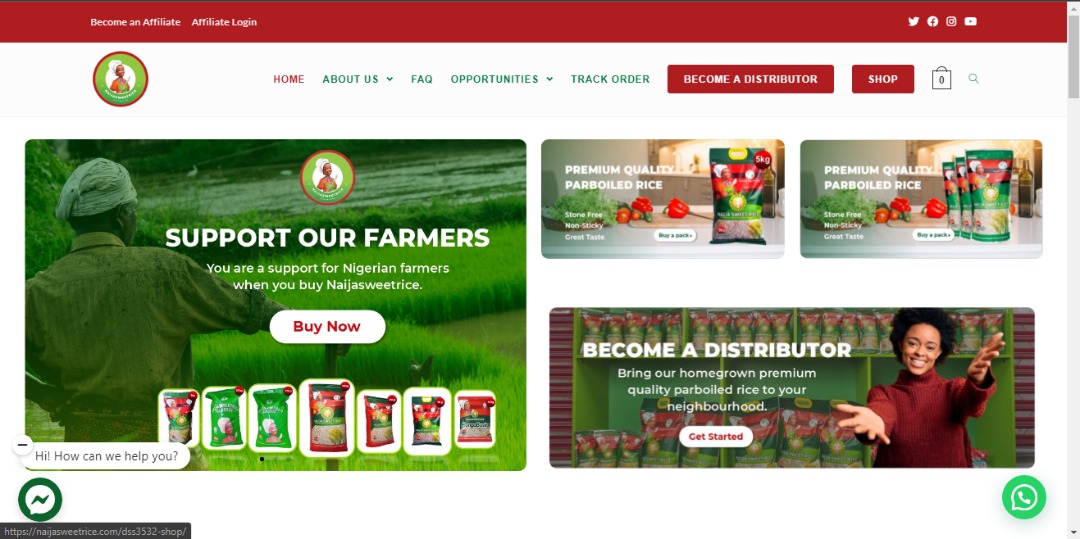 Become an Affiliate Affiliate Login
HOME ABOUT US FAQ OPPORTUNITIES TRACK ORDER BECOME A DISTRIBUTOR SHOP 0
SUPPORT OUR FARMERS
You are a support for Nigerian farmers
when you buy Naijasweetrice.
Buy Now
PREMIUM QUALITY
PARBOILED RICE
Stone Free
Non-Sticky
Great Taste
Buy a pack
5kg
PREMIUM QUALITY
PARBOILED RICE
Stone Free
Non-Sticky
Great Taste
Buy a pack
BECOME A DISTRIBUTOR
Bring our homegrown premium
quality parboiled rice to your
neighbourhood.
Get Started
Hi! How can we help you?
https://naijasweetrice.com/dss3532-shop/